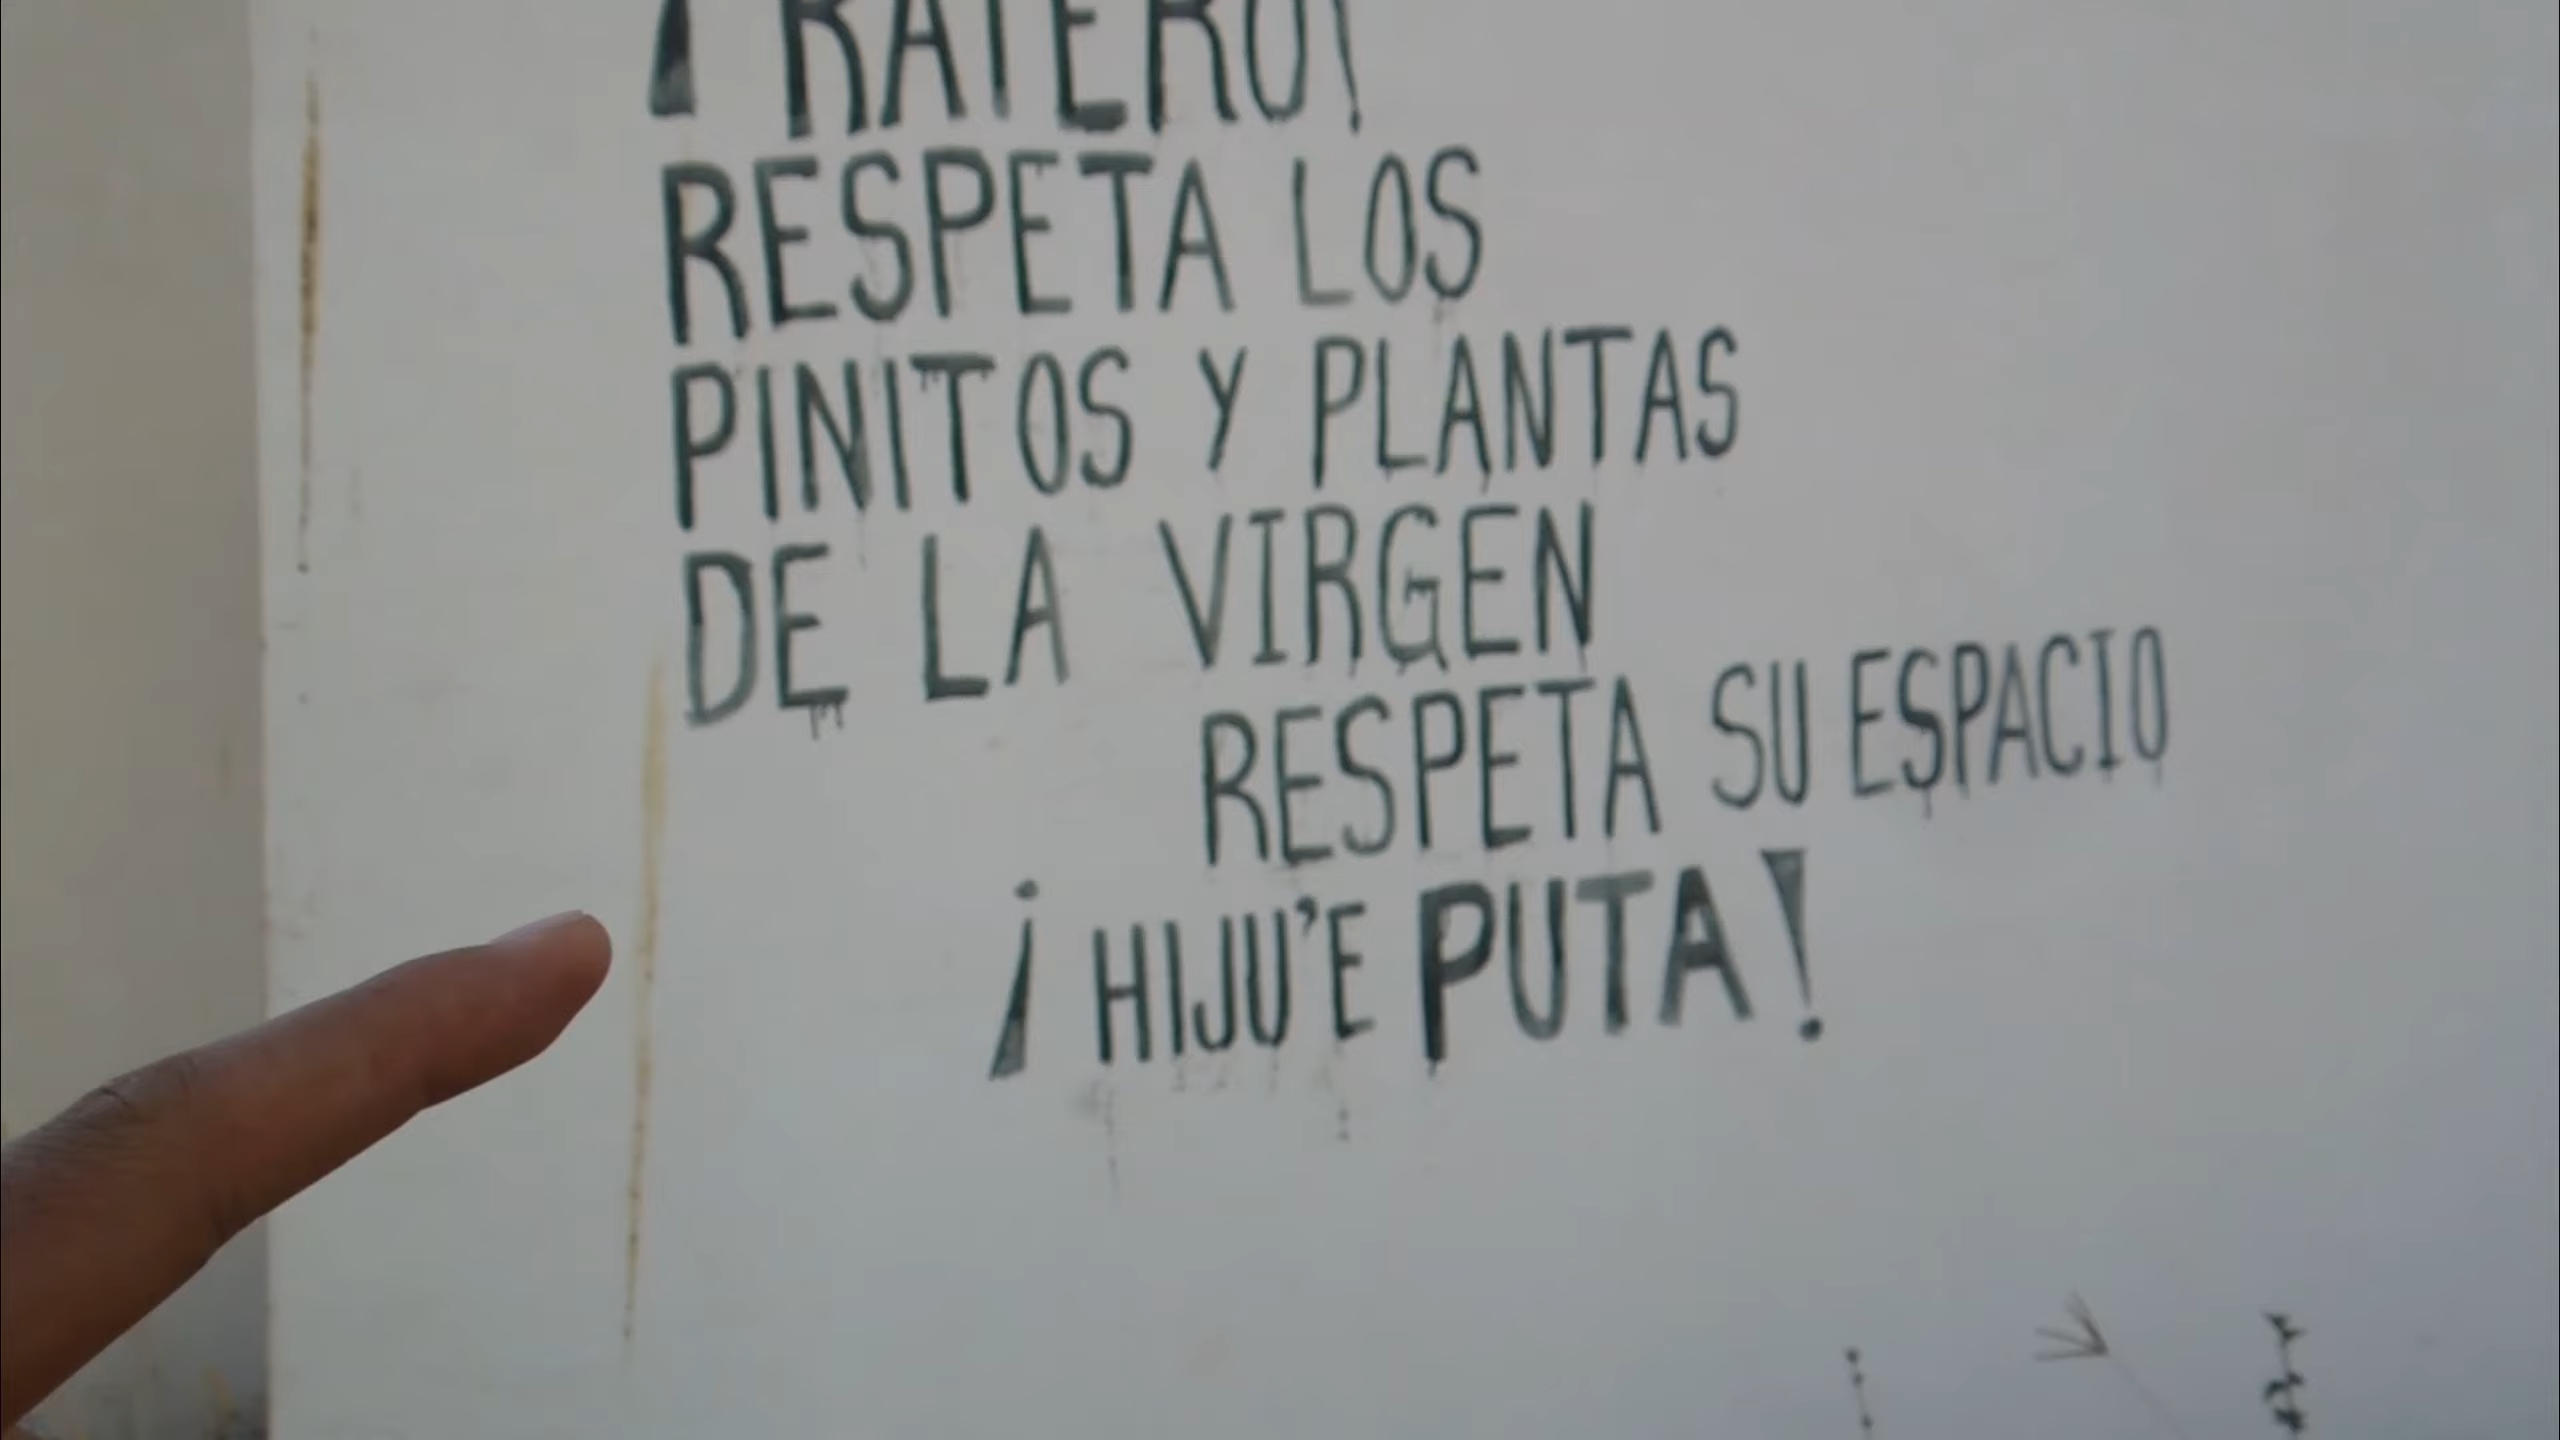 ¡RATERO!
RESPETA LOS
PINITOS Y PLANTAS
DE LA VIRGEN
RESPETA SU ESPACIO
¡HIJU'E PUTA!